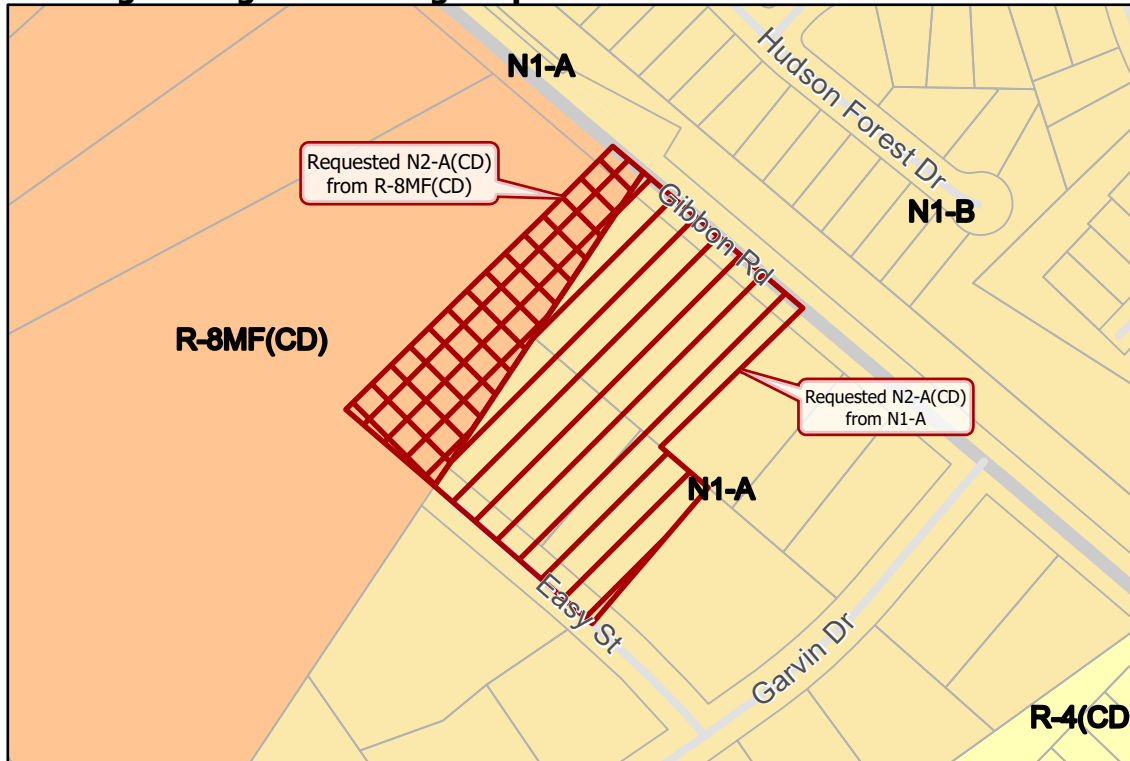 N1-A
Hudson Forest Dr
Requested N2-A(CD)
from R-8MF(CD)
Gibbon Rd
N1-B
R-8MF(CD)
Requested N2-A(CD)
from N1-A
N1-A
Easy St
Garvin Dr
R-4(CD